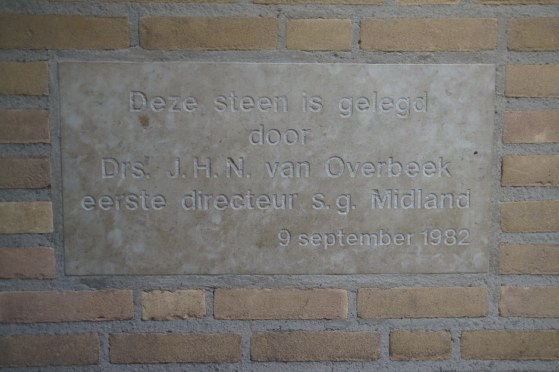 Deze steen is gelegd
door
Drs. J.H.N. van Overbeek
eerste directeur s.g. Midland
9 september 1982